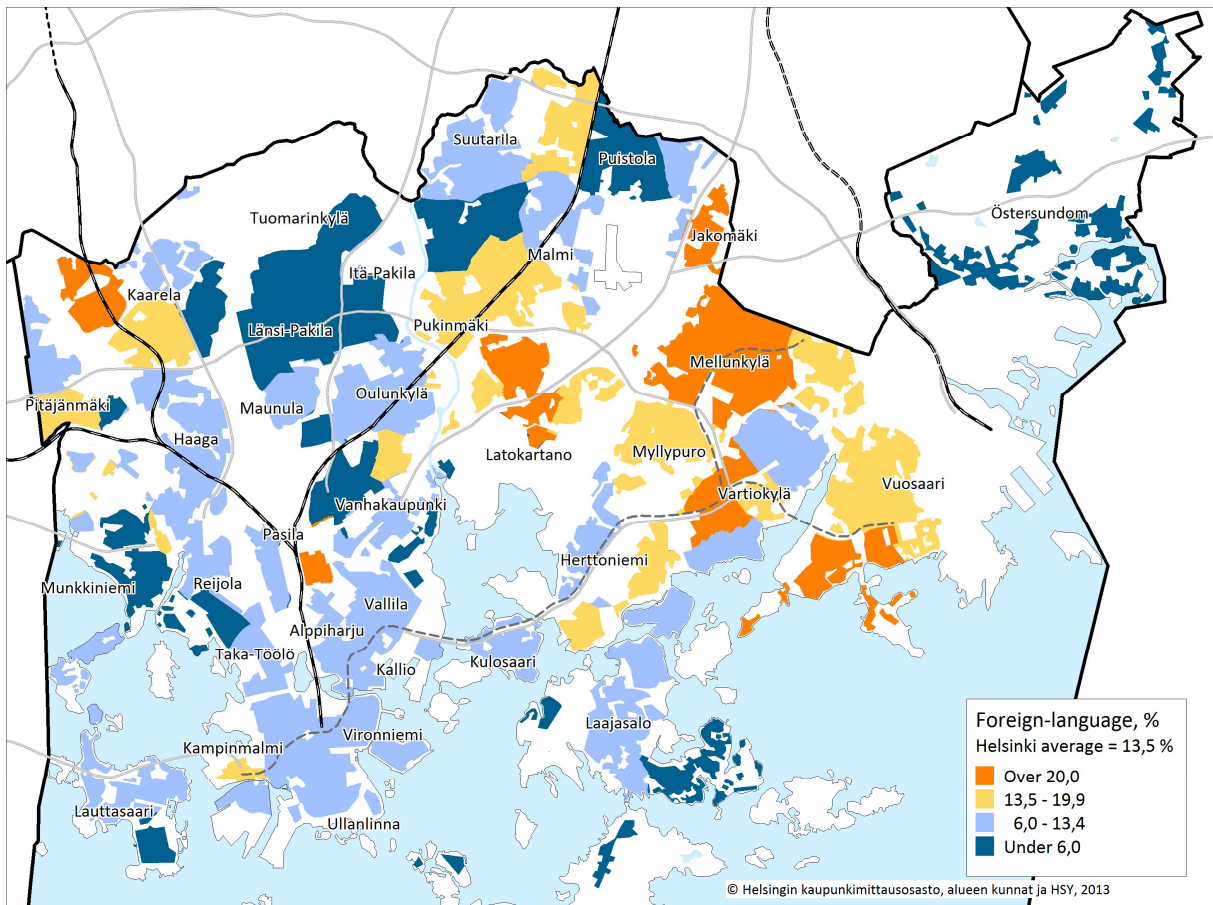 Suutarila
Puistola
Tuomarinkylä
Östersundom
Jakomäki
Malmi
Itä-Pakila
Kaarela
Länsi-Pakila
Pukinmäki
Mellunkylä
Oulunkylä
Pitäjänmäki
Maunula
Haaga
Latokartano
Myllypuro
Vuosaari
Vartiokylä
Vanhakaupunki
Pasila
Herttoniemi
Munkkiniemi
Reijola
Vallila
Alppiharju
Taka-Töölö
Kallio
Kulosaari
Laajasalo
Vironniemi
Kampinmalmi
Lauttasaari
Ullanlinna
Foreign-language, %
Helsinki average = 13,5 %
Over 20,0
13,5 - 19,9
6,0 - 13,4
Under 6,0
© Helsingin kaupunkimittausosasto, alueen kunnat ja HSY, 2013